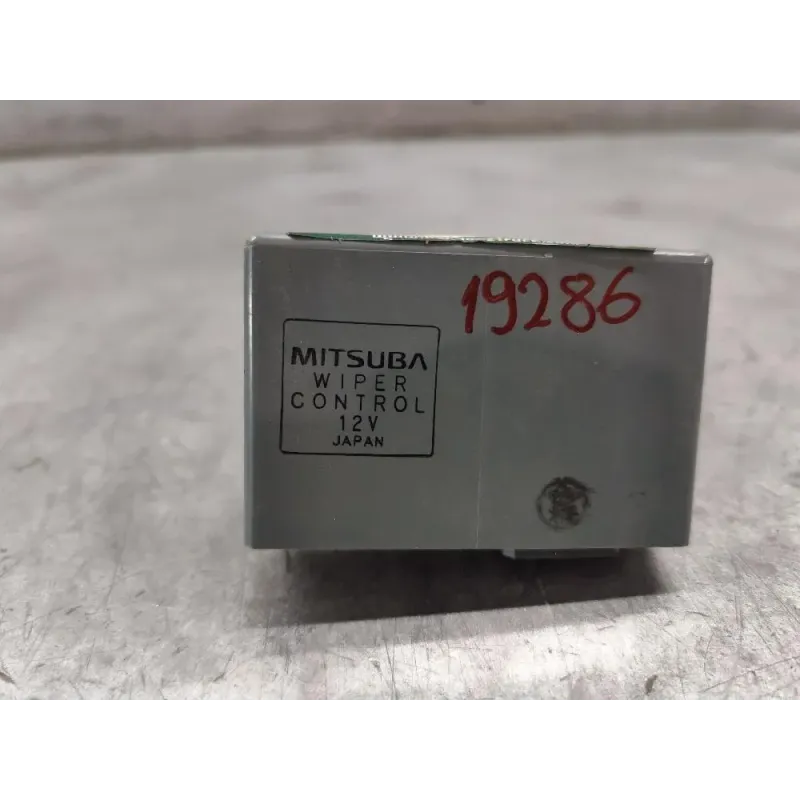 19286
MITSUBA
WIPER
CONTROL
12V
JAPAN